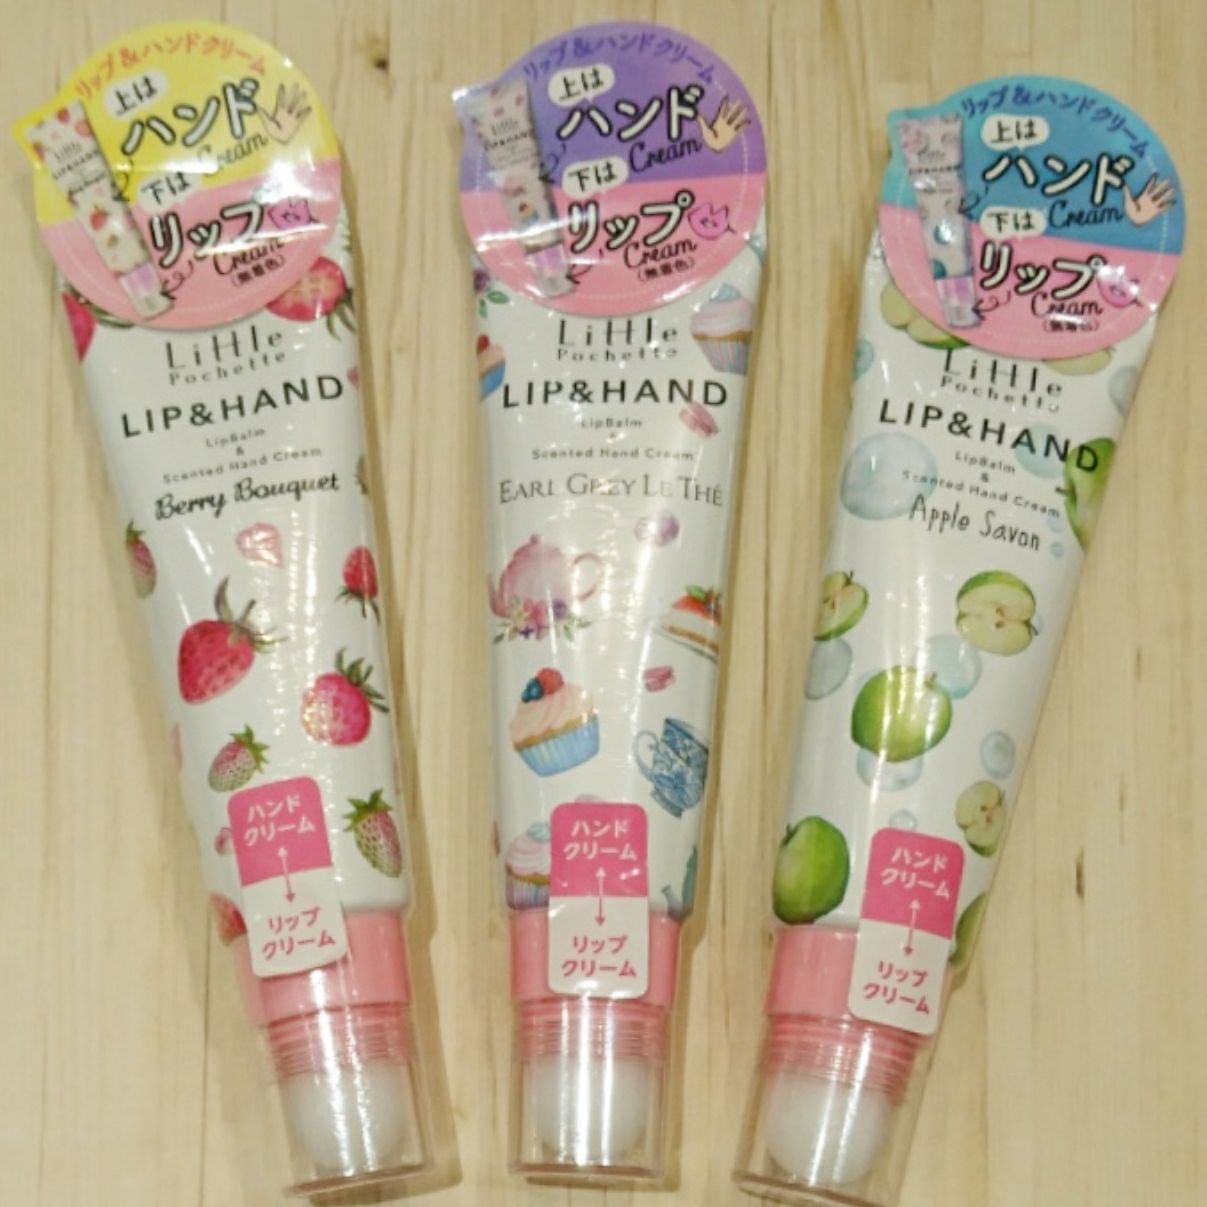 リップ&ハンドクリーム
上は
ハンド
Cream
下は
リップ
Cream
(無着色)
Little
Pochette
LIP&HAND
LipBalm
&
Scented Hand Cream
Berry Bouquet
ハンド
クリーム
リップ
クリーム
リップ&ハンドクリーム
上は
ハンド
Cream
下は
リップ
Cream
(無着色)
Little
Pochette
LIP&HAND
LipBalm
&
Scented Hand Cream
EARL GREY LE THÉ
ハンド
クリーム
リップ
クリーム
リップ&ハンドクリーム
上は
ハンド
Cream
下は
リップ
Cream
(無着色)
Little
Pochette
LIP&HAND
LipBalm
&
Scented Hand Cream
Apple Savon
ハンド
クリーム
リップ
クリーム